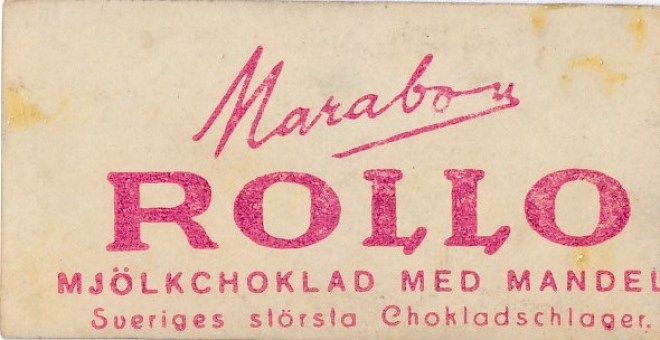 Marabou
ROLLO
MJÖLKCHOKLAD MED MANDEL
Sveriges största Chokladschlager.